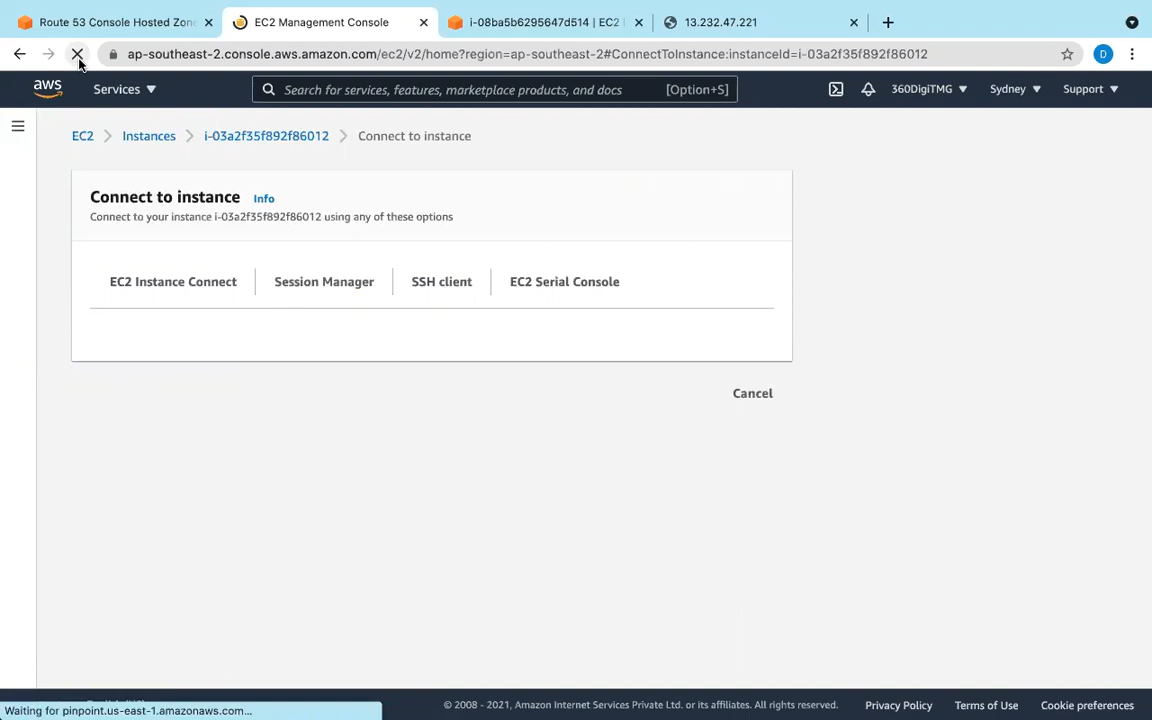 Route 53 Console Hosted Zone
EC2 Management Console
i-08ba5b6295647d514 | EC2
13.232.47.221
ap-southeast-2.console.aws.amazon.com/ec2/v2/home?region=ap-southeast-2#ConnectToInstance:instanceId=i-03a2f35f892f86012
D
aws
Services ▼
Search for services, features, marketplace products, and docs
[Option+S]
360DigiTMG ▼
Sydney ▼
Support ▼
EC2 > Instances > i-03a2f35f892f86012 > Connect to instance
Connect to instance Info
Connect to your instance i-03a2f35f892f86012 using any of these options
EC2 Instance Connect
Session Manager
SSH client
EC2 Serial Console
Cancel
© 2008 - 2021, Amazon Internet Services Private Ltd. or its affiliates. All rights reserved.
Privacy Policy
Terms of Use
Cookie preferences
Waiting for pinpoint.us-east-1.amazonaws.com...